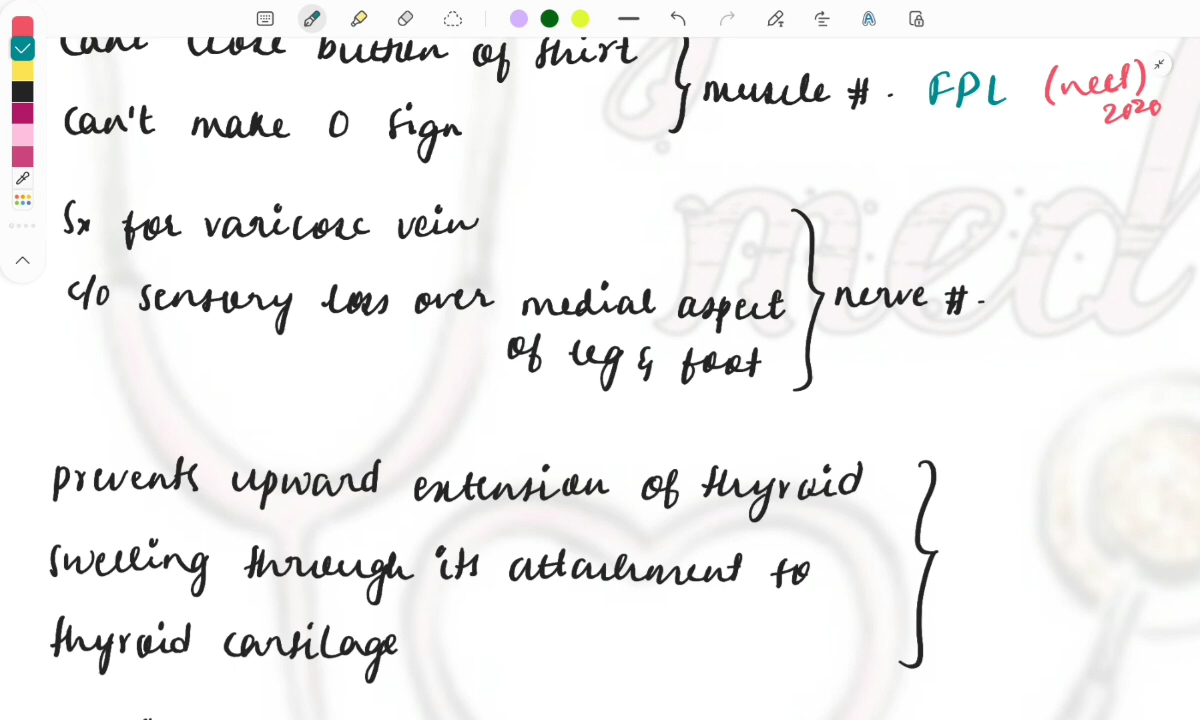 Can't close button of shirt
Can't make O sign
muscle #. FPL (neet) 2020
Sx for varicose vein
c/o sensory loss over medial aspect
of leg & foot
nerve #.
prevents upward extension of thyroid
swelling through its attachment to
thyroid cartilage
med